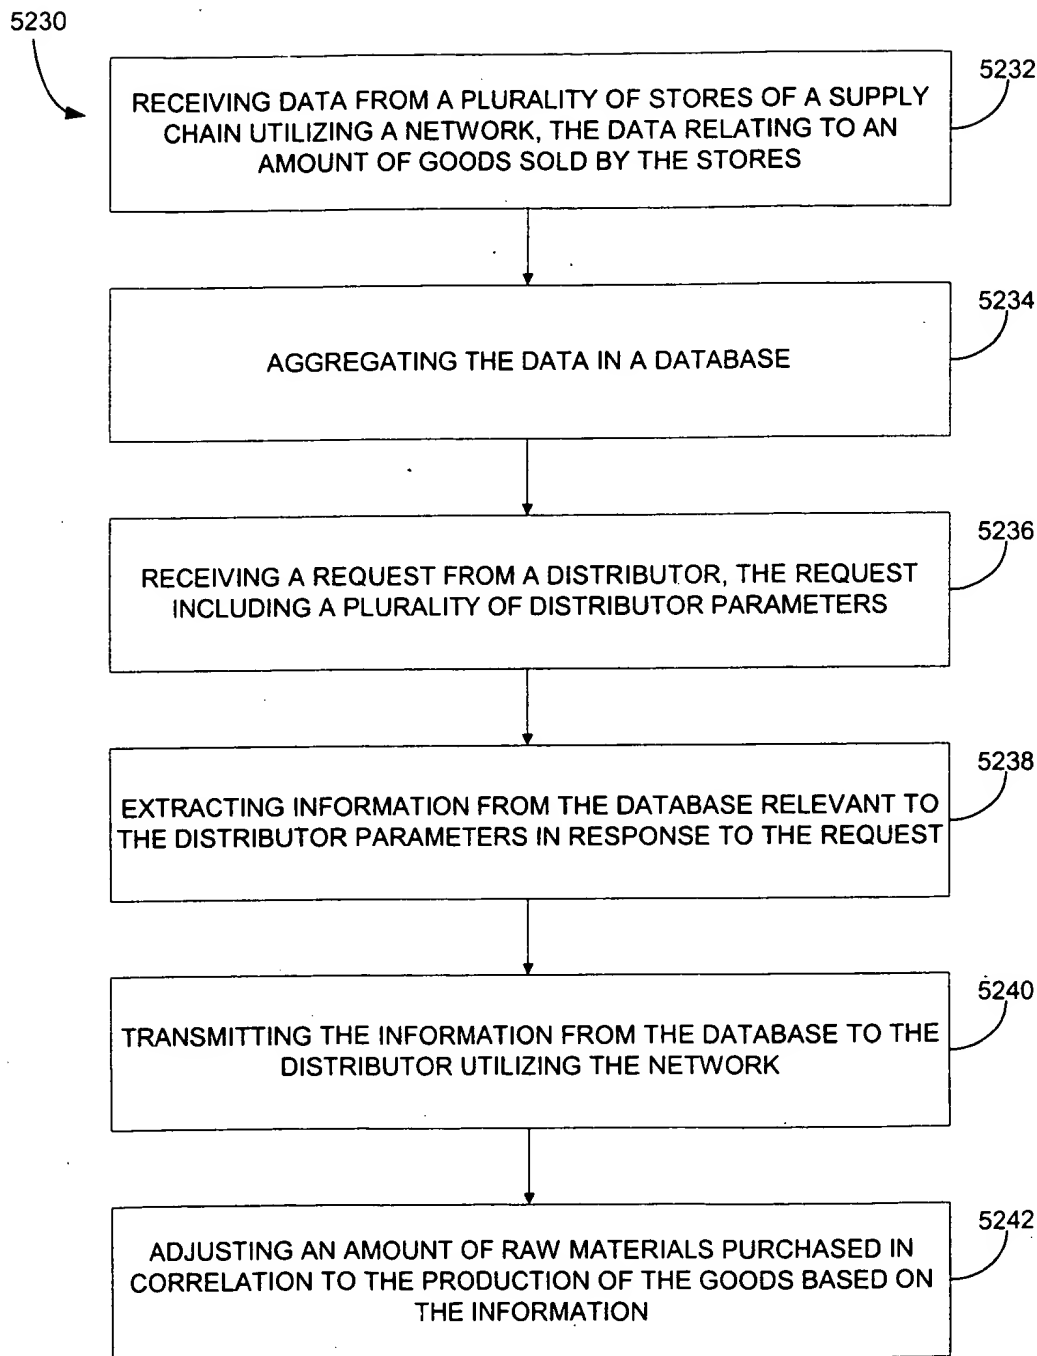 5230
5232
RECEIVING DATA FROM A PLURALITY OF STORES OF A SUPPLY
CHAIN UTILIZING A NETWORK, THE DATA RELATING TO AN
AMOUNT OF GOODS SOLD BY THE STORES
5234
AGGREGATING THE DATA IN A DATABASE
5236
RECEIVING A REQUEST FROM A DISTRIBUTOR, THE REQUEST
INCLUDING A PLURALITY OF DISTRIBUTOR PARAMETERS
5238
EXTRACTING INFORMATION FROM THE DATABASE RELEVANT TO
THE DISTRIBUTOR PARAMETERS IN RESPONSE TO THE REQUEST
5240
TRANSMITTING THE INFORMATION FROM THE DATABASE TO THE
DISTRIBUTOR UTILIZING THE NETWORK
5242
ADJUSTING AN AMOUNT OF RAW MATERIALS PURCHASED IN
CORRELATION TO THE PRODUCTION OF THE GOODS BASED ON
THE INFORMATION